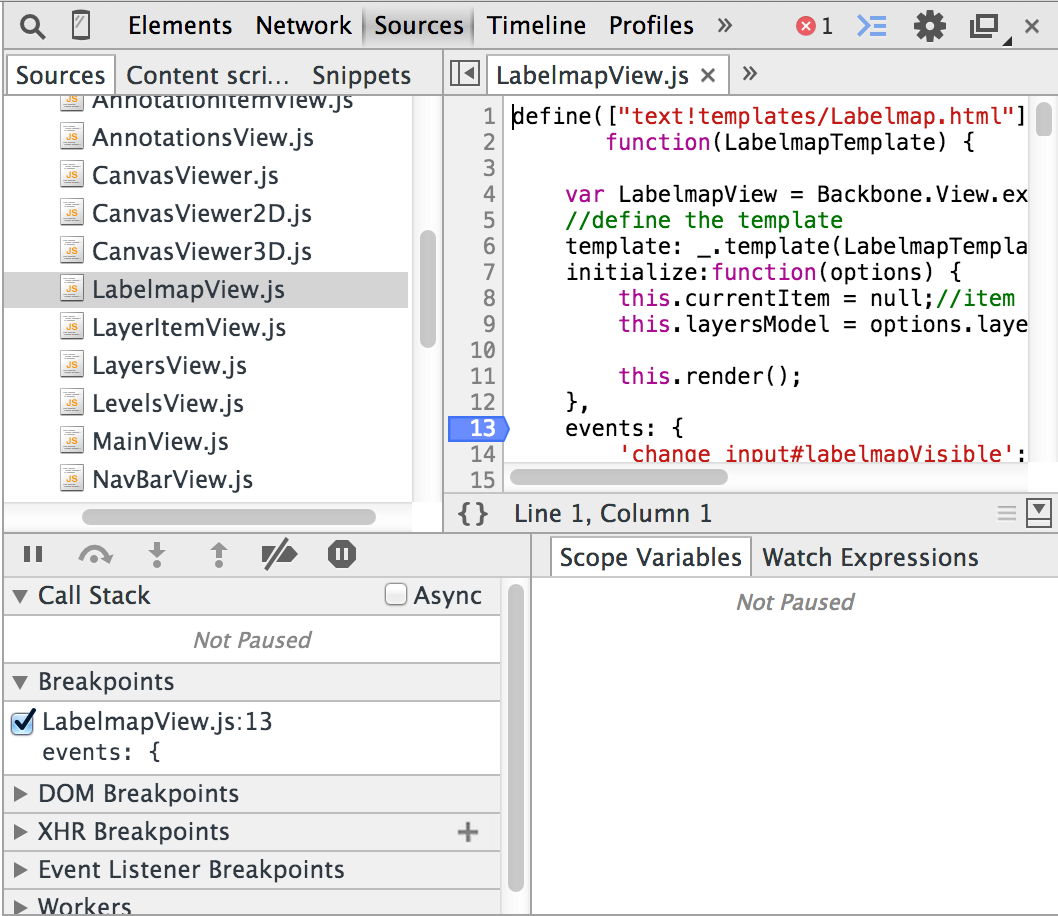 Elements Network Sources Timeline Profiles » 1
Sources Content scri... Snippets
LabelmapView.js × »
AnnotationItemView.js
AnnotationsView.js
CanvasViewer.js
CanvasViewer2D.js
CanvasViewer3D.js
LabelmapView.js
LayerItemView.js
LayersView.js
LevelsView.js
MainView.js
NavBarView.js
1 define(["text!templates/Labelmap.html"]
2 function(LabelmapTemplate) {
3
4 var LabelmapView = Backbone.View.ex
5 //define the template
6 template: _.template(LabelmapTempla
7 initialize:function(options) {
8 this.currentItem = null;//item
9 this.layersModel = options.laye
10
11 this.render();
12 },
13 events: {
14 'change input#labelmapVisible':
15
{} Line 1, Column 1
Call Stack Async
Not Paused
Breakpoints
LabelmapView.js:13
events: {
DOM Breakpoints
XHR Breakpoints +
Event Listener Breakpoints
Workers
Scope Variables Watch Expressions
Not Paused